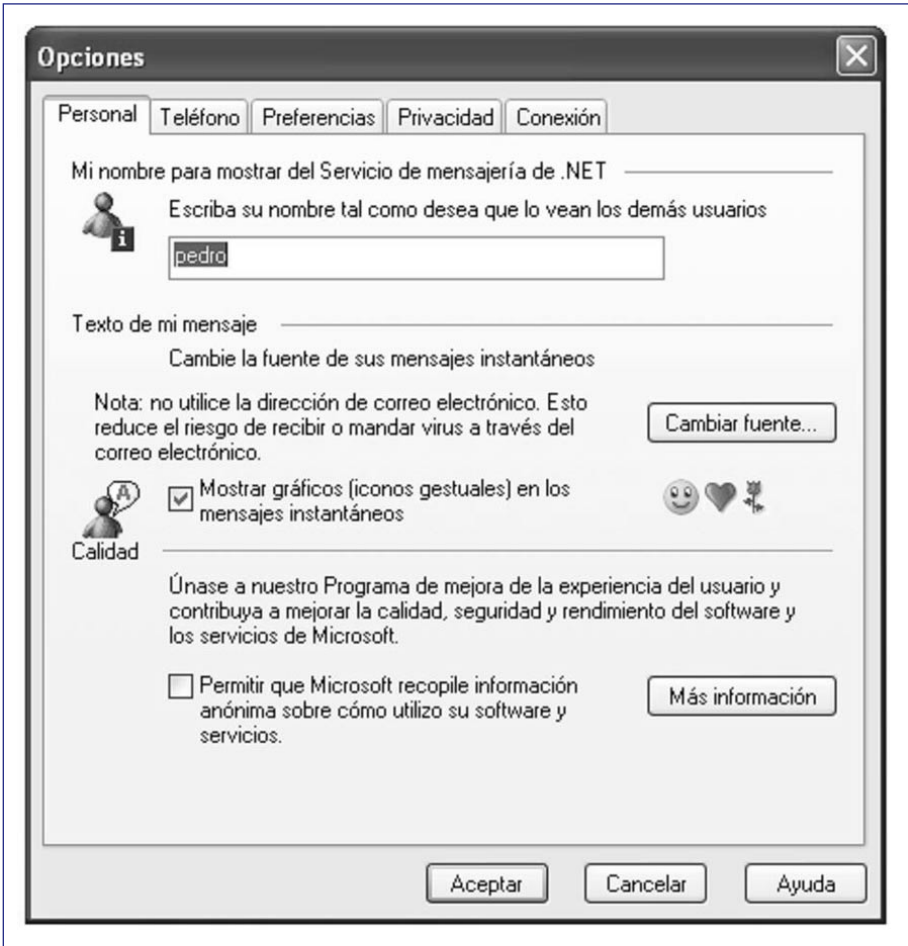 Opciones
Personal Teléfono Preferencias Privacidad Conexión
Mi nombre para mostrar del Servicio de mensajería de .NET
Escriba su nombre tal como desea que lo vean los demás usuarios
pedro
Texto de mi mensaje
Cambie la fuente de sus mensajes instantáneos
Nota: no utilice la dirección de correo electrónico. Esto
reduce el riesgo de recibir o mandar virus a través del
correo electrónico.
Cambiar fuente...
Mostrar gráficos (iconos gestuales) en los
mensajes instantáneos
Calidad
Únase a nuestro Programa de mejora de la experiencia del usuario y
contribuya a mejorar la calidad, seguridad y rendimiento del software y
los servicios de Microsoft.
Permitir que Microsoft recopile información
anónima sobre cómo utilizo su software y
servicios.
Más información
Aceptar Cancelar Ayuda